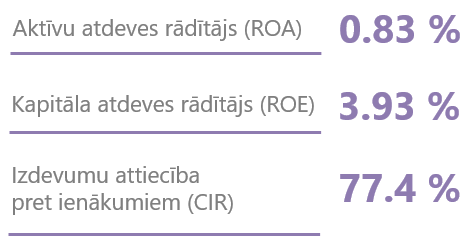 Aktīvu atdeves rādītājs (ROA) 0.83 %
Kapitāla atdeves rādītājs (ROE) 3.93 %
Izdevumu attiecība
pret ienākumiem (CIR) 77.4 %